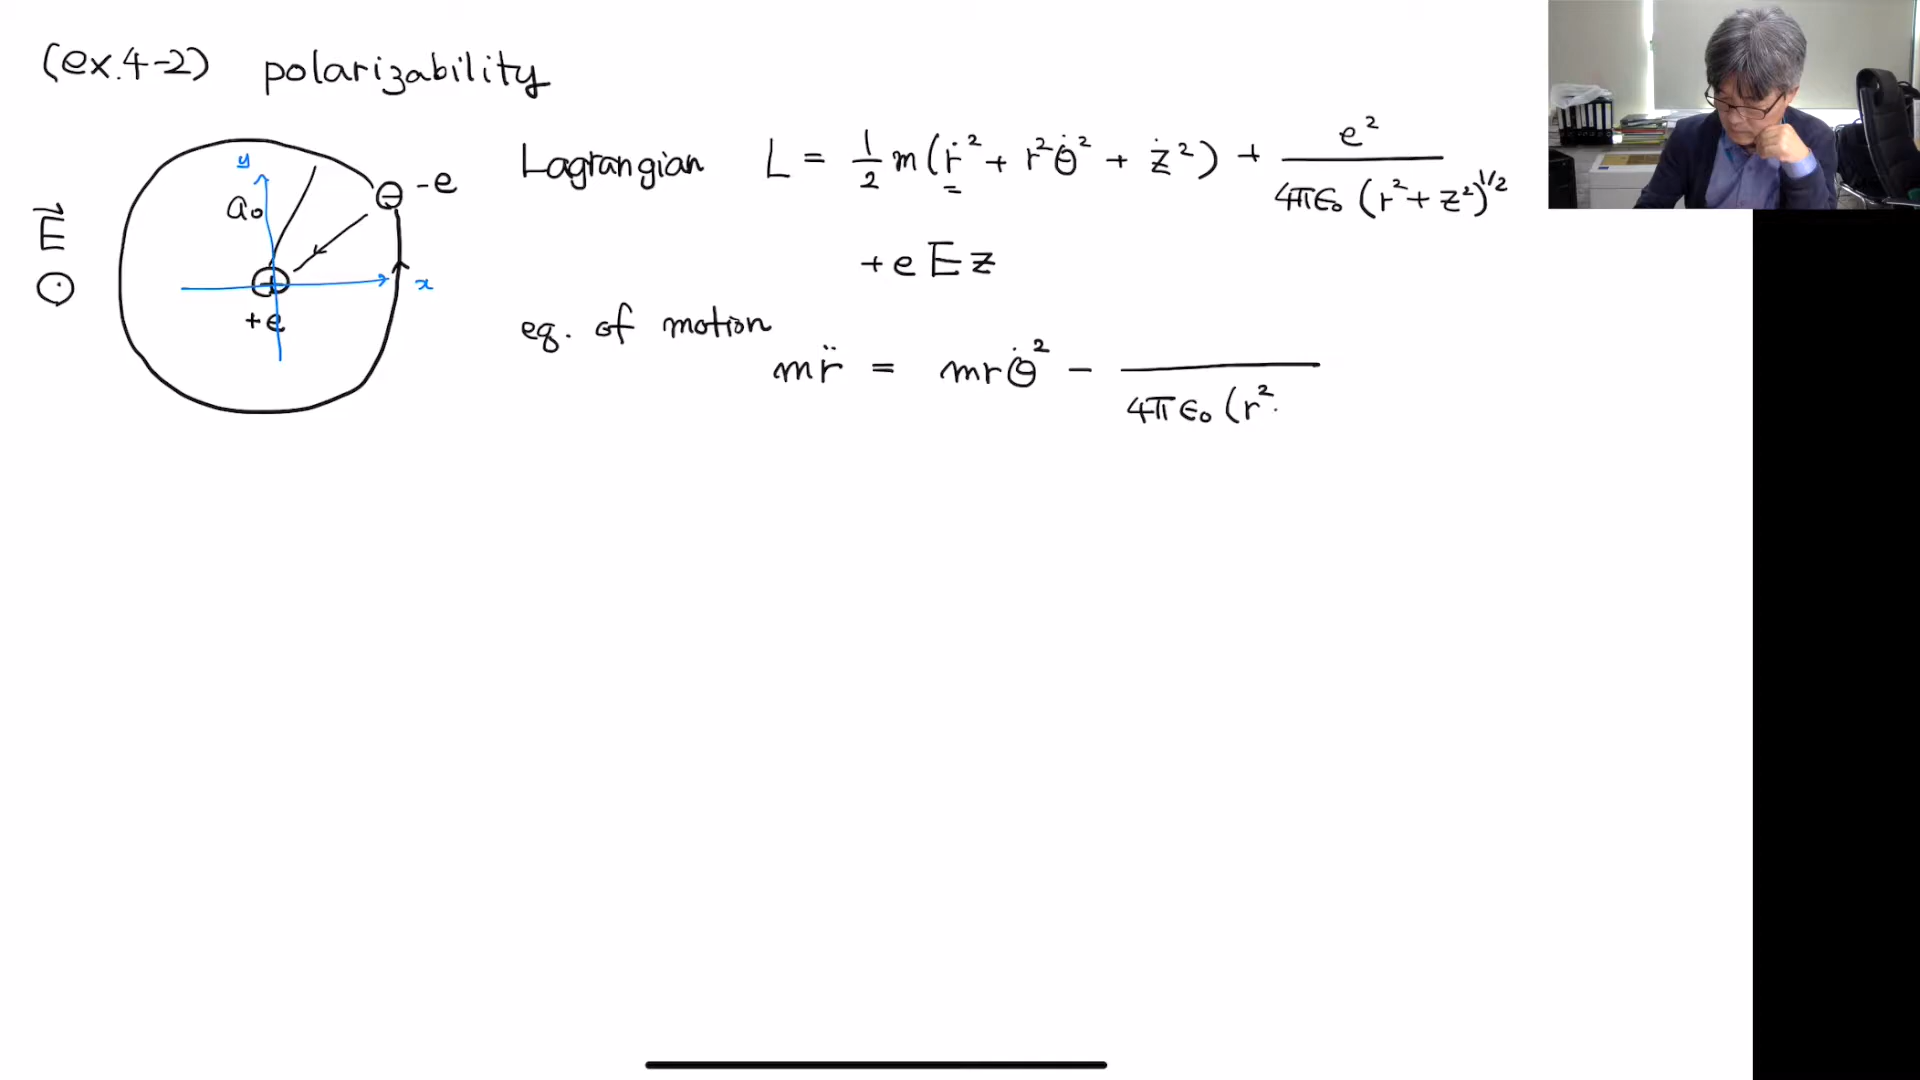 (ex.4-2) polarizability
y
a₀
⊖ -e
E⃗
⊙
⊕
x
+e
Lagrangian L = 1/2 m(ṙ² + r²θ̇² + ż²) + e²/(4πϵ₀ (r²+z²)^1/2)
+eEz
eq. of motion
mr̈ = mrθ̇² - /(4πϵ₀ (r²